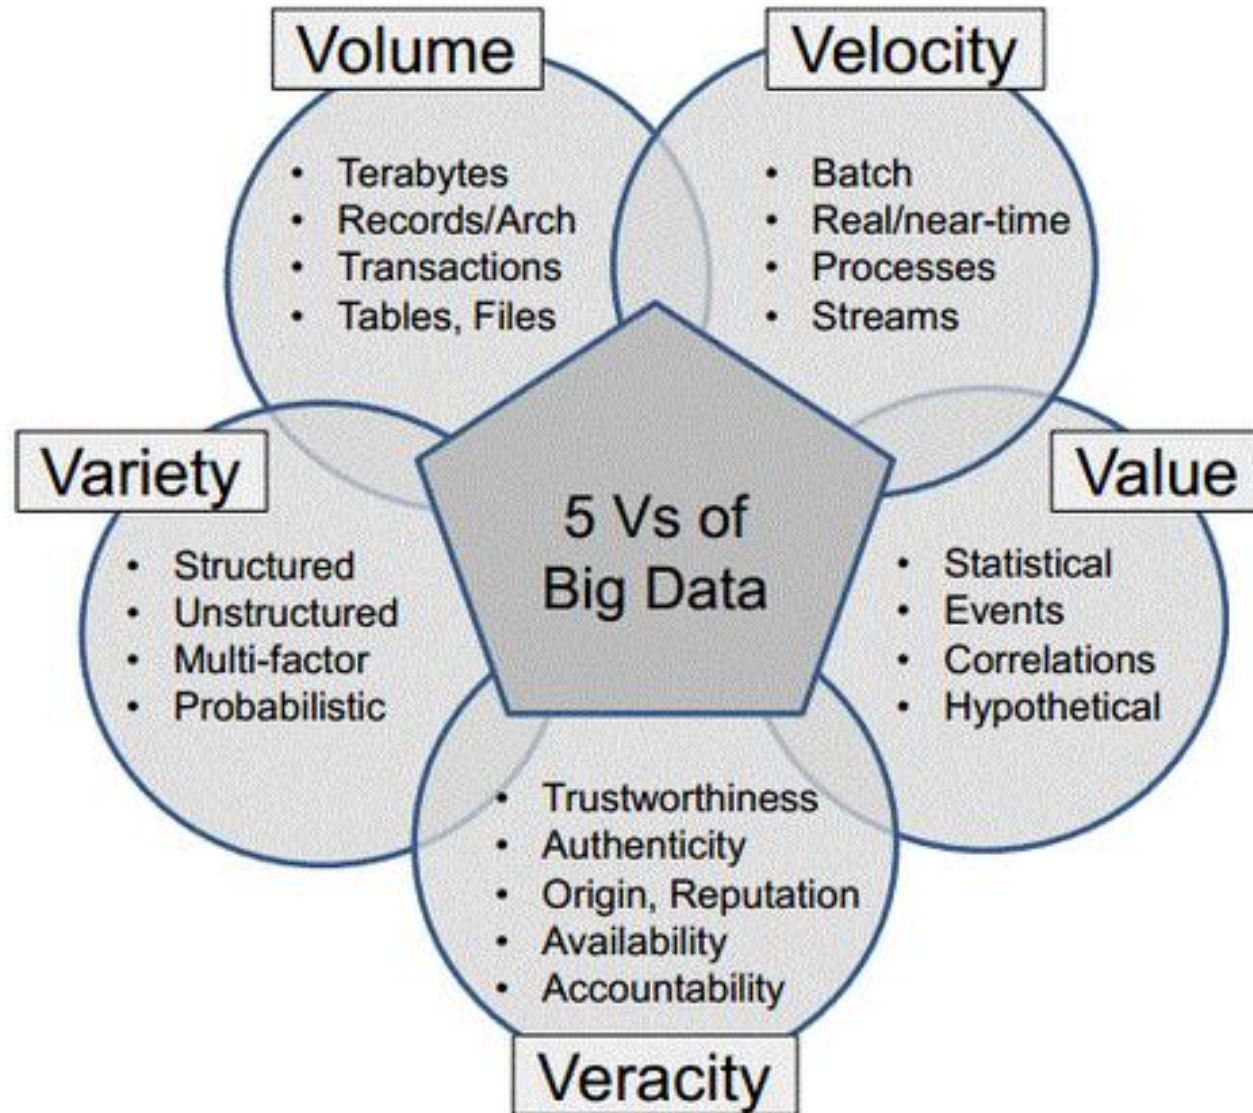 Volume
• Terabytes
• Records/Arch
• Transactions
• Tables, Files
Velocity
• Batch
• Real/near-time
• Processes
• Streams
Variety
• Structured
• Unstructured
• Multi-factor
• Probabilistic
5 Vs of
Big Data
Value
• Statistical
• Events
• Correlations
• Hypothetical
• Trustworthiness
• Authenticity
• Origin, Reputation
• Availability
• Accountability
Veracity